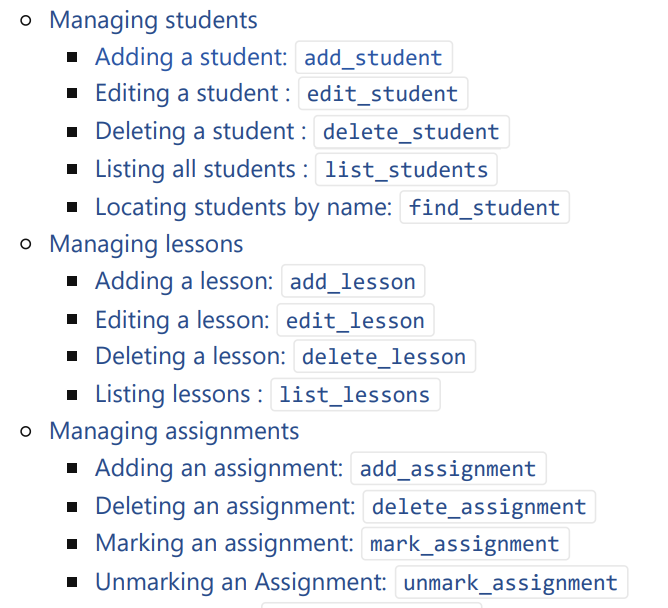 Managing students
Adding a student: add_student
Editing a student : edit_student
Deleting a student : delete_student
Listing all students : list_students
Locating students by name: find_student
Managing lessons
Adding a lesson: add_lesson
Editing a lesson: edit_lesson
Deleting a lesson: delete_lesson
Listing lessons : list_lessons
Managing assignments
Adding an assignment: add_assignment
Deleting an assignment: delete_assignment
Marking an assignment: mark_assignment
Unmarking an Assignment: unmark_assignment